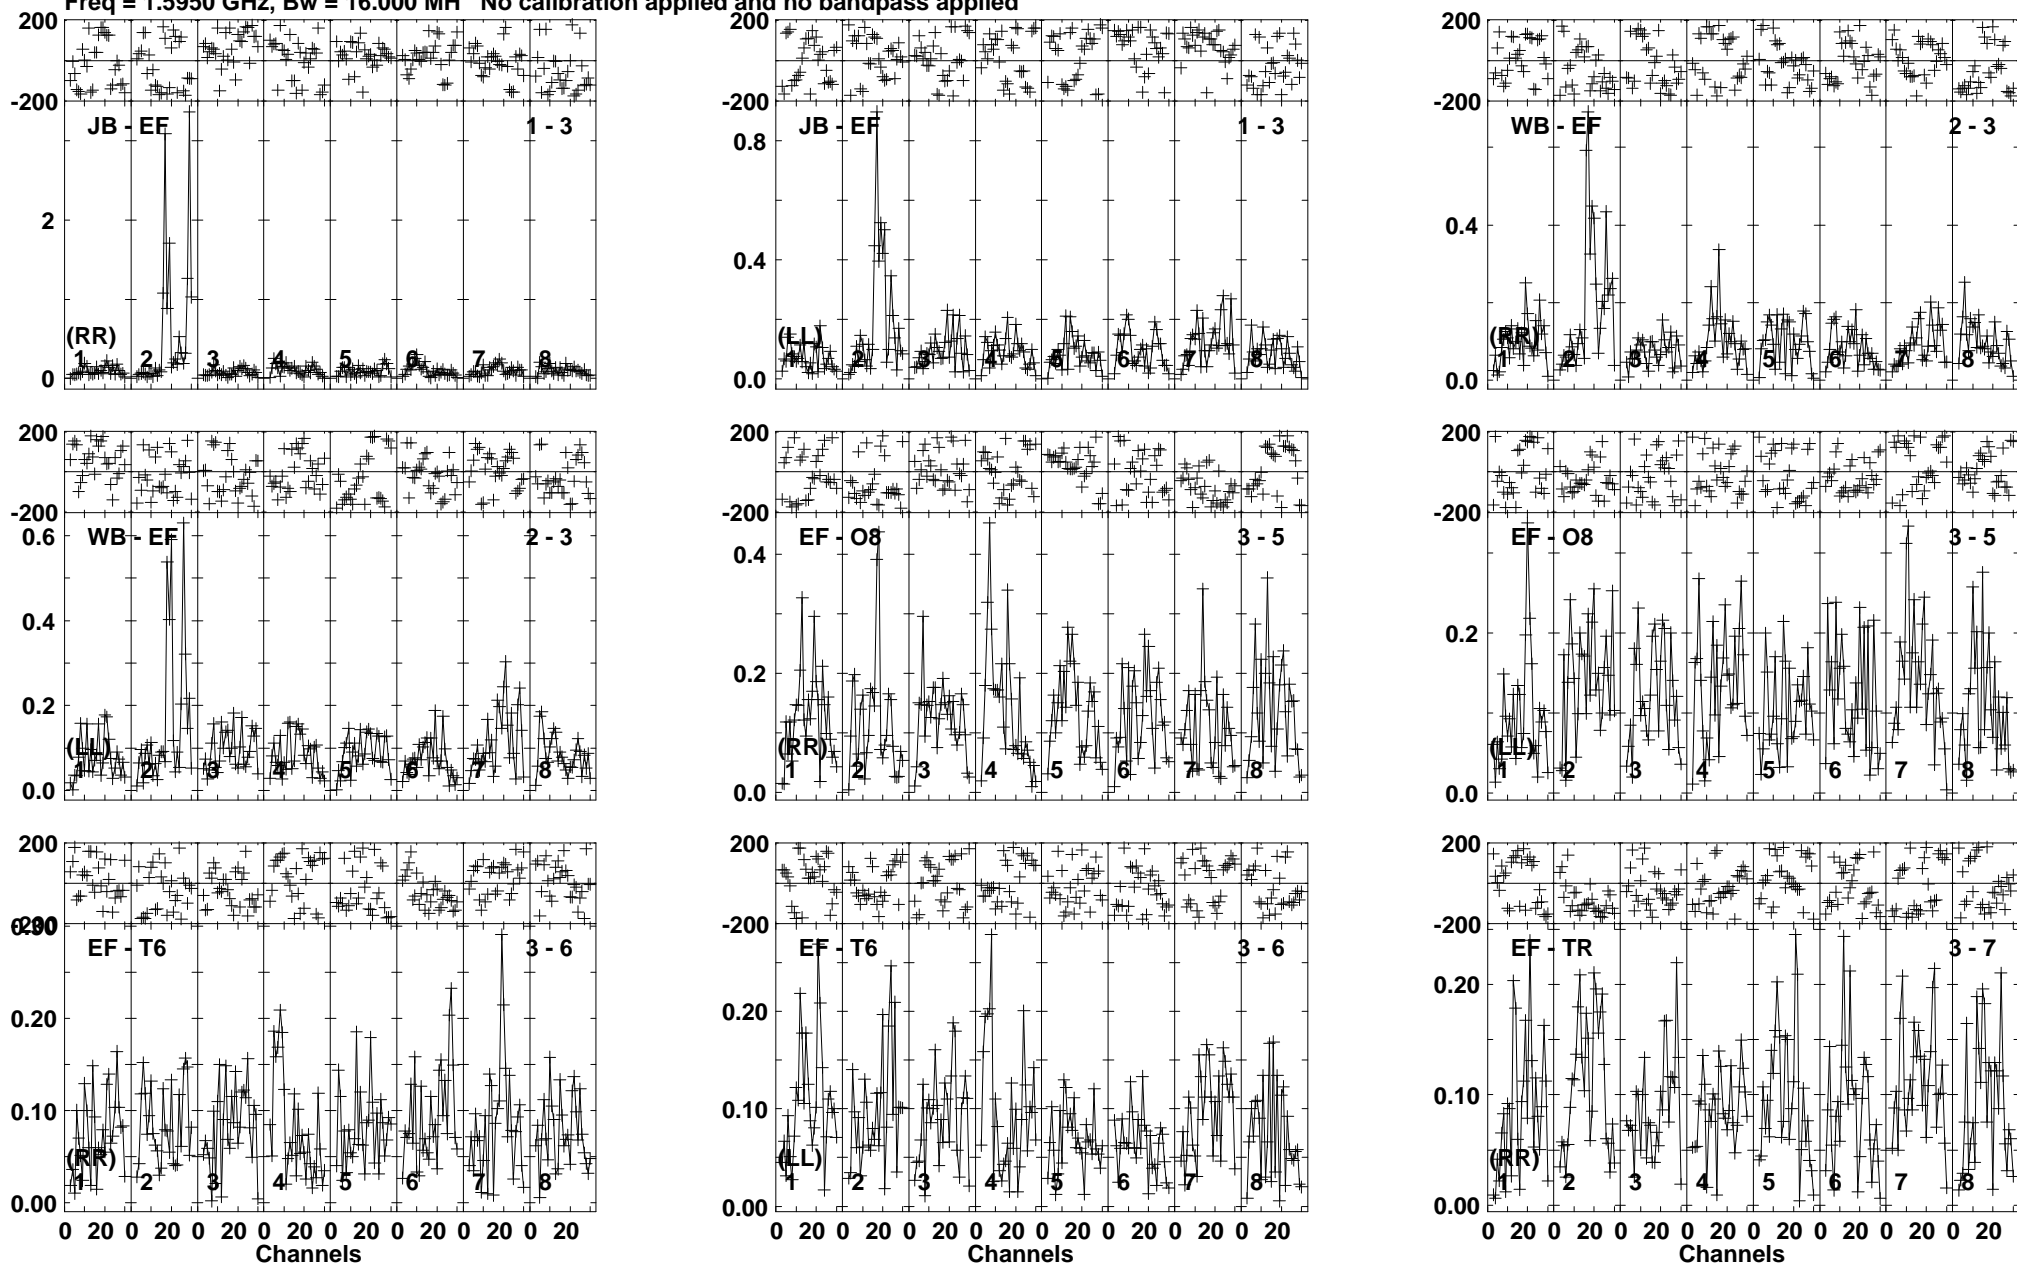 Freq = 1.5950 GHz, Bw = 16.000 MH No calibration applied and no bandpass applied
200 200 200
-200 -200 -200
JB - EF 1 - 3 JB - EF 1 - 3 WB - EF 2 - 3
2 0.8 0.4
0.4
(RR) (LL) (RR)
1 2 3 4 5 6 7 8 1 2 3 4 5 6 7 8 1 2 3 4 5 6 7 8
0 0.0 0.0
200 200 200
-200 -200 -200
WB - EF 2 - 3 EF - O8 3 - 5 EF - O8 3 - 5
0.6 0.4 0.2
0.4 0.2
0.2
(LL) (RR) (LL)
1 2 3 4 5 6 7 8 1 2 3 4 5 6 7 8 1 2 3 4 5 6 7 8
0.0 0.0 0.0
200 200 200
-200 -200 -200
0.30
EF - T6 3 - 6 EF - T6 3 - 6 EF - TR 3 - 7
0.20 0.20 0.20
0.10 0.10 0.10
(RR) (LL) (RR)
1 2 3 4 5 6 7 8 1 2 3 4 5 6 7 8 1 2 3 4 5 6 7 8
0.00 0.00 0.00
0 20 0 20 0 20 0 20 0 20 0 20 0 20 0 20 0 20 0 20 0 20 0 20 0 20 0 20 0 20 0 20 0 20 0 20 0 20 0 20 0 20 0 20 0 20 0 20
Channels Channels Channels